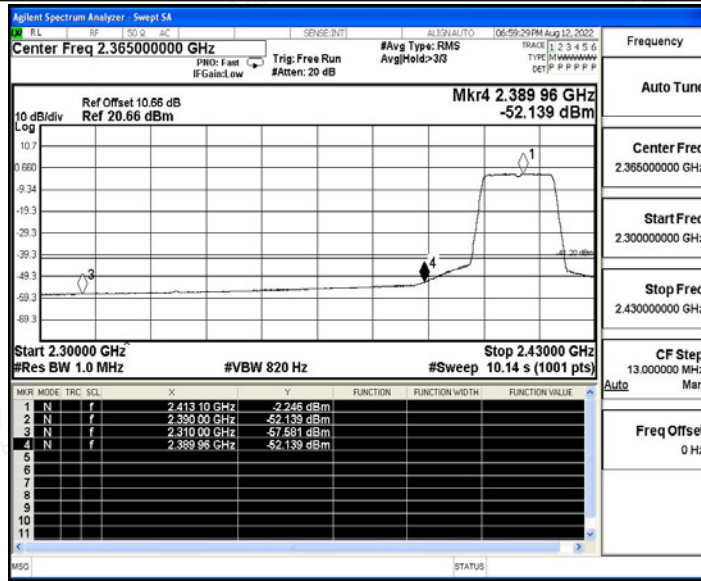 Agilent Spectrum Analyzer - Swept SA
RL RF 50 Ω AC SENSE:INT ALIGN AUTO 06:59:29 PM Aug 12, 2022
Center Freq 2.365000000 GHz
PNO: Fast
IFGain:Low
Trig: Free Run
#Atten: 20 dB
#Avg Type: RMS
Avg|Hold:>3/3
TRACE 1 2 3 4 5 6
TYPE M
DET P P P P P P
Frequency
Ref Offset 10.66 dB
10 dB/div Ref 20.66 dBm
Log
Mkr4 2.389 96 GHz
-52.139 dBm
10.7
0.660
-9.34
-19.3
-29.3
-39.3
-49.3
-59.3
-69.3
1
3
4
-41.20 dBm
Start 2.30000 GHz
Stop 2.43000 GHz
#Res BW 1.0 MHz
#VBW 820 Hz
#Sweep 10.14 s (1001 pts)
MKR MODE TRC SCL X Y FUNCTION FUNCTION WIDTH FUNCTION VALUE
1 N f 2.413 10 GHz -2.246 dBm
2 N f 2.390 00 GHz -52.139 dBm
3 N f 2.310 00 GHz -57.581 dBm
4 N f 2.389 96 GHz -52.139 dBm
5
6
7
8
9
10
11
MSG
STATUS
Auto Tune
Center Freq
2.365000000 GHz
Start Freq
2.300000000 GHz
Stop Freq
2.430000000 GHz
CF Step
13.000000 MHz
Auto Man
Freq Offset
0 Hz